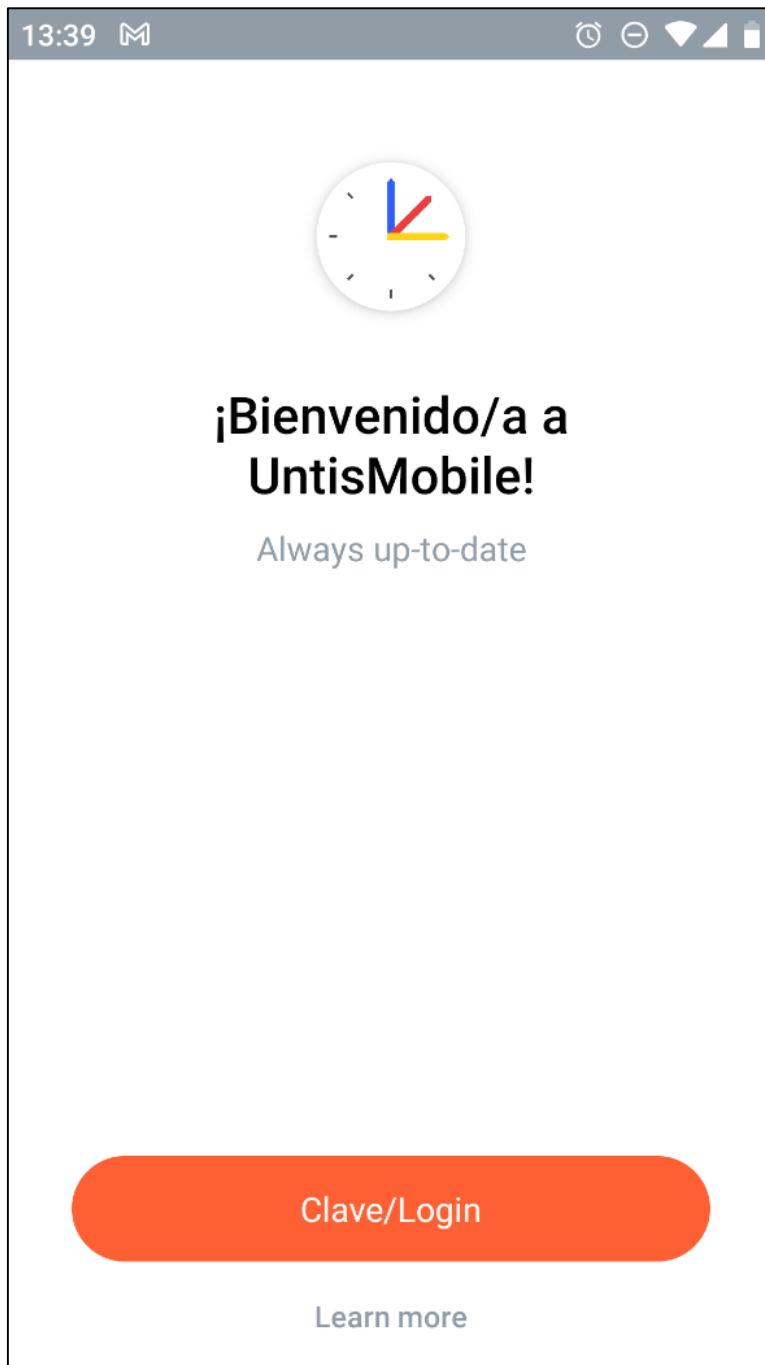 13:39
¡Bienvenido/a a
UntisMobile!
Always up-to-date
Clave/Login
Learn more